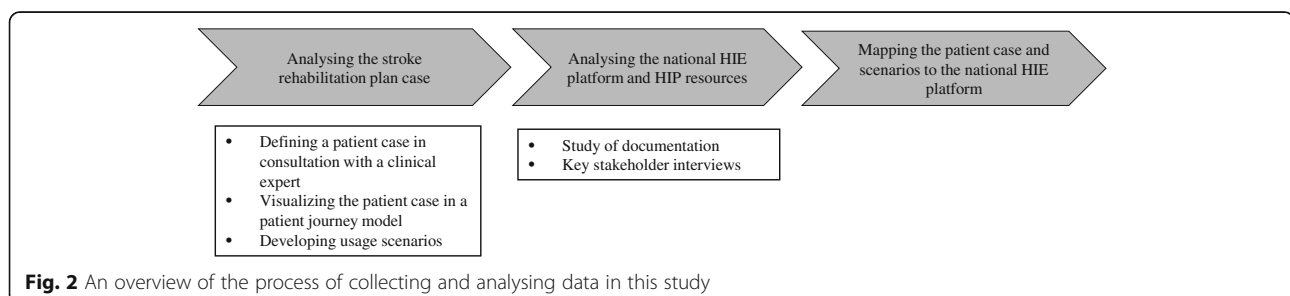 Analysing the stroke
rehabilitation plan case
Analysing the national HIE
platform and HIP resources
Mapping the patient case and
scenarios to the national HIE
platform
• Defining a patient case in
consultation with a clinical
expert
• Visualizing the patient case in a
patient journey model
• Developing usage scenarios
• Study of documentation
• Key stakeholder interviews
Fig. 2 An overview of the process of collecting and analysing data in this study